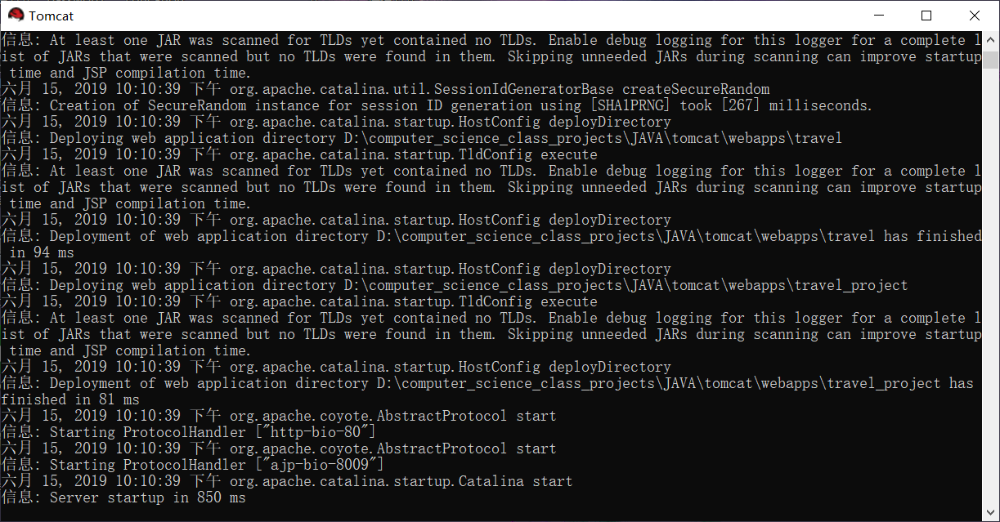 Tomcat
信息: At least one JAR was scanned for TLDs yet contained no TLDs. Enable debug logging for this logger for a complete l
ist of JARs that were scanned but no TLDs were found in them. Skipping unneeded JARs during scanning can improve startup
 time and JSP compilation time.
六月 15, 2019 10:10:39 下午 org.apache.catalina.util.SessionIdGeneratorBase createSecureRandom
信息: Creation of SecureRandom instance for session ID generation using [SHA1PRNG] took [267] milliseconds.
六月 15, 2019 10:10:39 下午 org.apache.catalina.startup.HostConfig deployDirectory
信息: Deploying web application directory D:\computer_science_class_projects\JAVA\tomcat\webapps\travel
六月 15, 2019 10:10:39 下午 org.apache.catalina.startup.TldConfig execute
信息: At least one JAR was scanned for TLDs yet contained no TLDs. Enable debug logging for this logger for a complete l
ist of JARs that were scanned but no TLDs were found in them. Skipping unneeded JARs during scanning can improve startup
 time and JSP compilation time.
六月 15, 2019 10:10:39 下午 org.apache.catalina.startup.HostConfig deployDirectory
信息: Deployment of web application directory D:\computer_science_class_projects\JAVA\tomcat\webapps\travel has finished
 in 94 ms
六月 15, 2019 10:10:39 下午 org.apache.catalina.startup.HostConfig deployDirectory
信息: Deploying web application directory D:\computer_science_class_projects\JAVA\tomcat\webapps\travel_project
六月 15, 2019 10:10:39 下午 org.apache.catalina.startup.TldConfig execute
信息: At least one JAR was scanned for TLDs yet contained no TLDs. Enable debug logging for this logger for a complete l
ist of JARs that were scanned but no TLDs were found in them. Skipping unneeded JARs during scanning can improve startup
 time and JSP compilation time.
六月 15, 2019 10:10:39 下午 org.apache.catalina.startup.HostConfig deployDirectory
信息: Deployment of web application directory D:\computer_science_class_projects\JAVA\tomcat\webapps\travel_project has
finished in 81 ms
六月 15, 2019 10:10:39 下午 org.apache.coyote.AbstractProtocol start
信息: Starting ProtocolHandler ["http-bio-80"]
六月 15, 2019 10:10:39 下午 org.apache.coyote.AbstractProtocol start
信息: Starting ProtocolHandler ["ajp-bio-8009"]
六月 15, 2019 10:10:39 下午 org.apache.catalina.startup.Catalina start
信息: Server startup in 850 ms